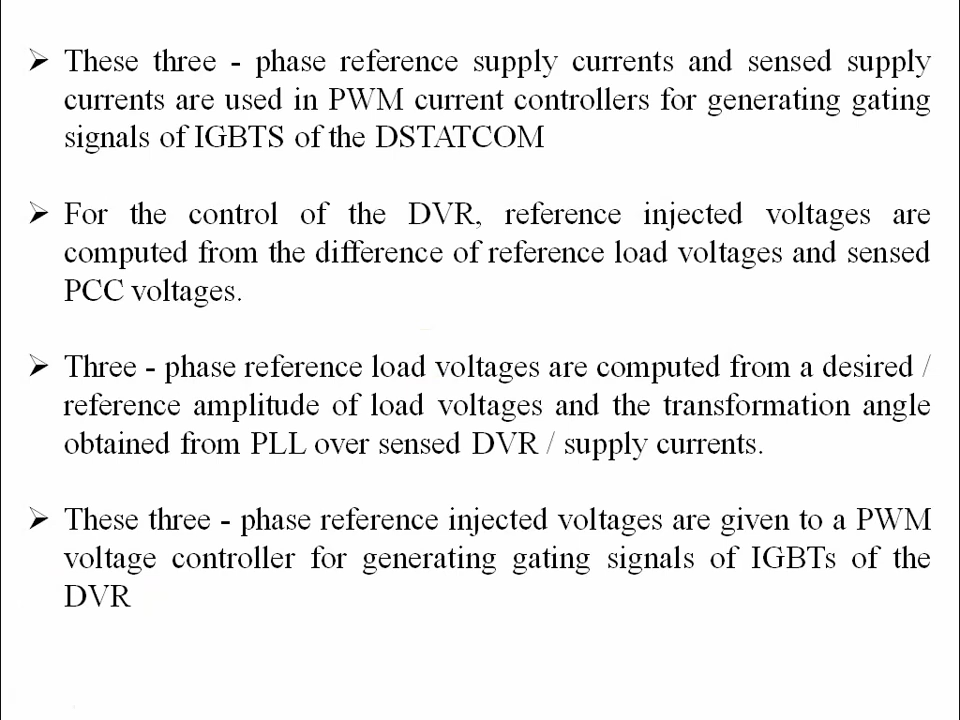 ➢ These three - phase reference supply currents and sensed supply
currents are used in PWM current controllers for generating gating
signals of IGBTS of the DSTATCOM
➢ For the control of the DVR, reference injected voltages are
computed from the difference of reference load voltages and sensed
PCC voltages.
➢ Three - phase reference load voltages are computed from a desired /
reference amplitude of load voltages and the transformation angle
obtained from PLL over sensed DVR / supply currents.
➢ These three - phase reference injected voltages are given to a PWM
voltage controller for generating gating signals of IGBTs of the
DVR